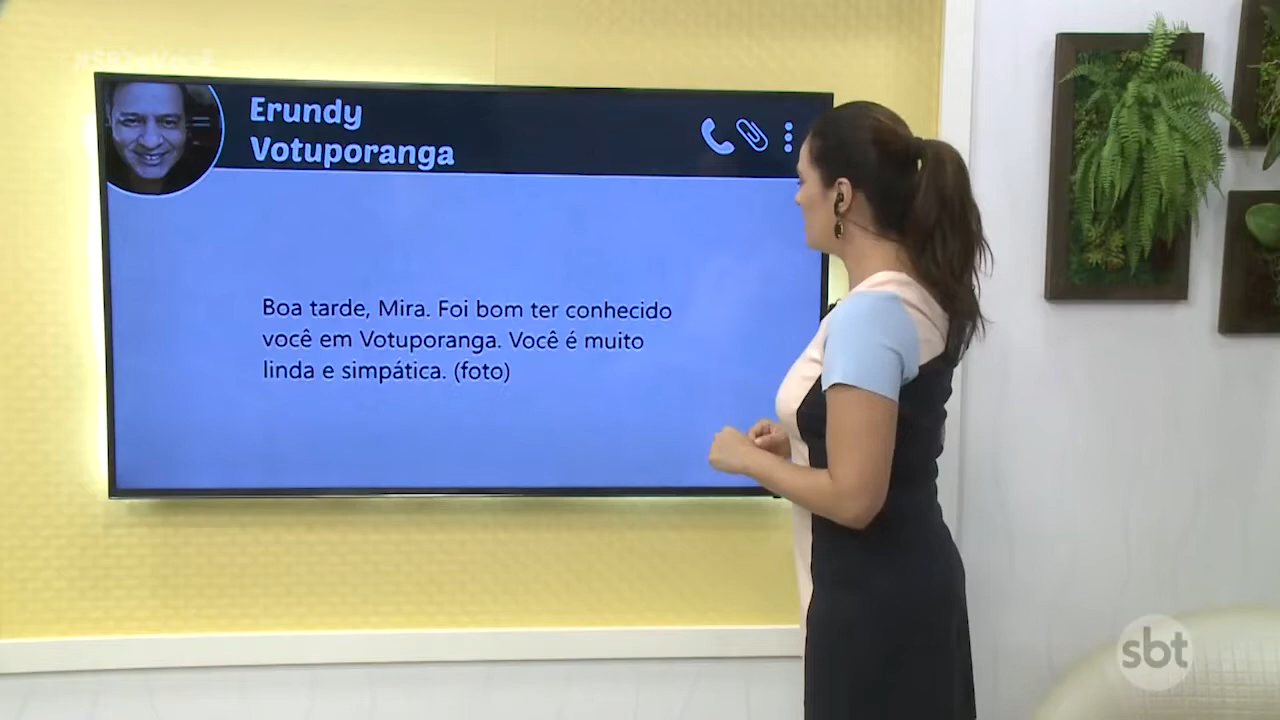 Erundy
Votuporanga
Boa tarde, Mira. Foi bom ter conhecido
você em Votuporanga. Você é muito
linda e simpática. (foto)
sbt